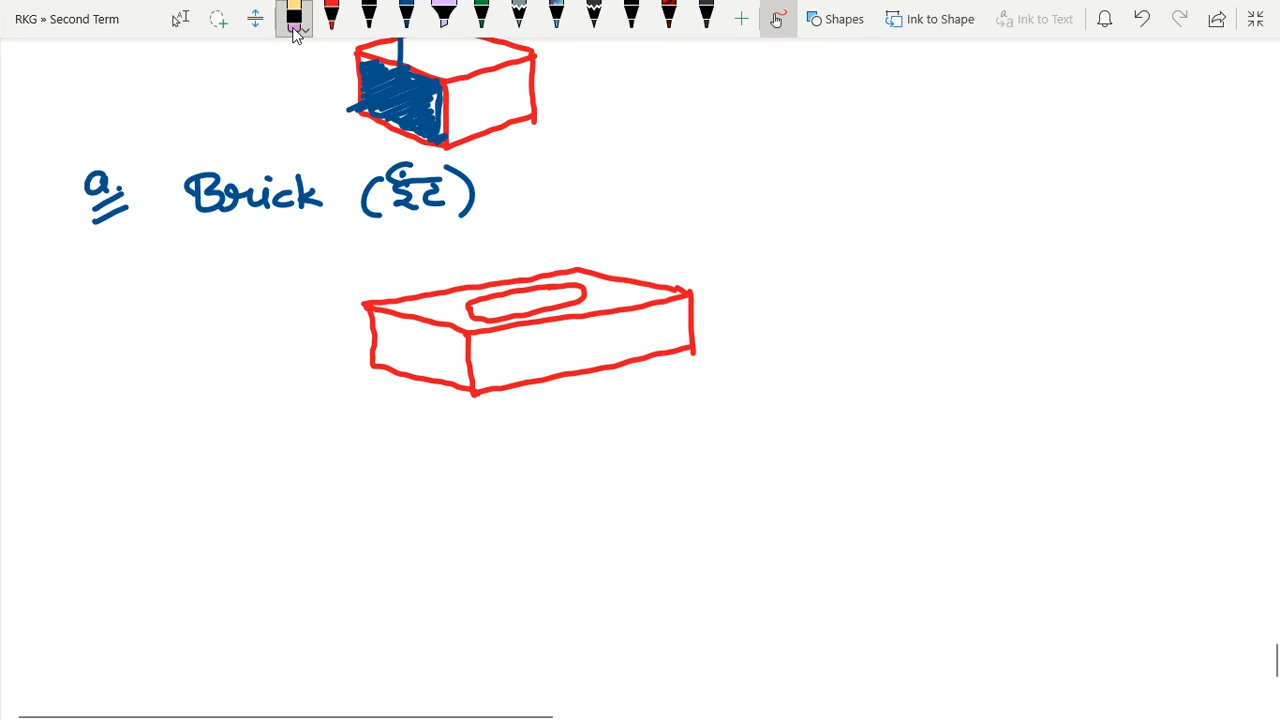 RKG » Second Term
Shapes
Ink to Shape
Ink to Text
a. Brick (ईंट)